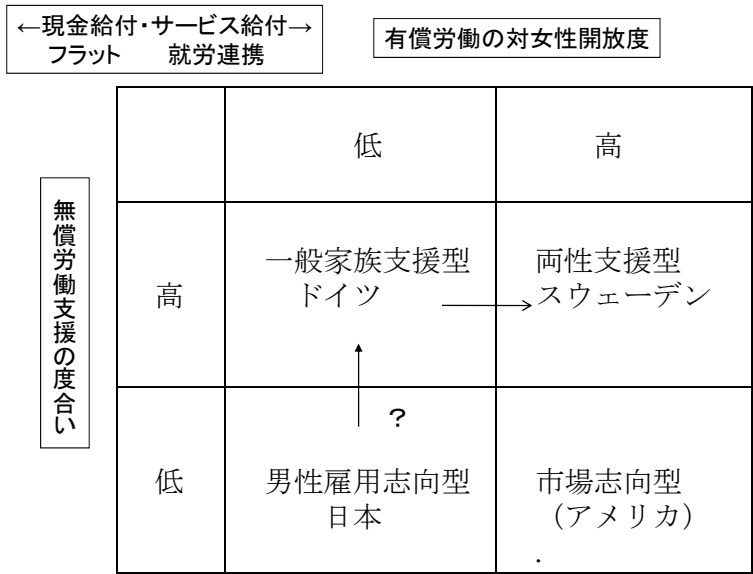 ←現金給付・サービス給付→
フラット 就労連携
有償労働の対女性開放度
低 高
無償労働支援の度合い
高
一般家族支援型
ドイツ
両性支援型
スウェーデン
?
低
男性雇用志向型
日本
市場志向型
(アメリカ)
.